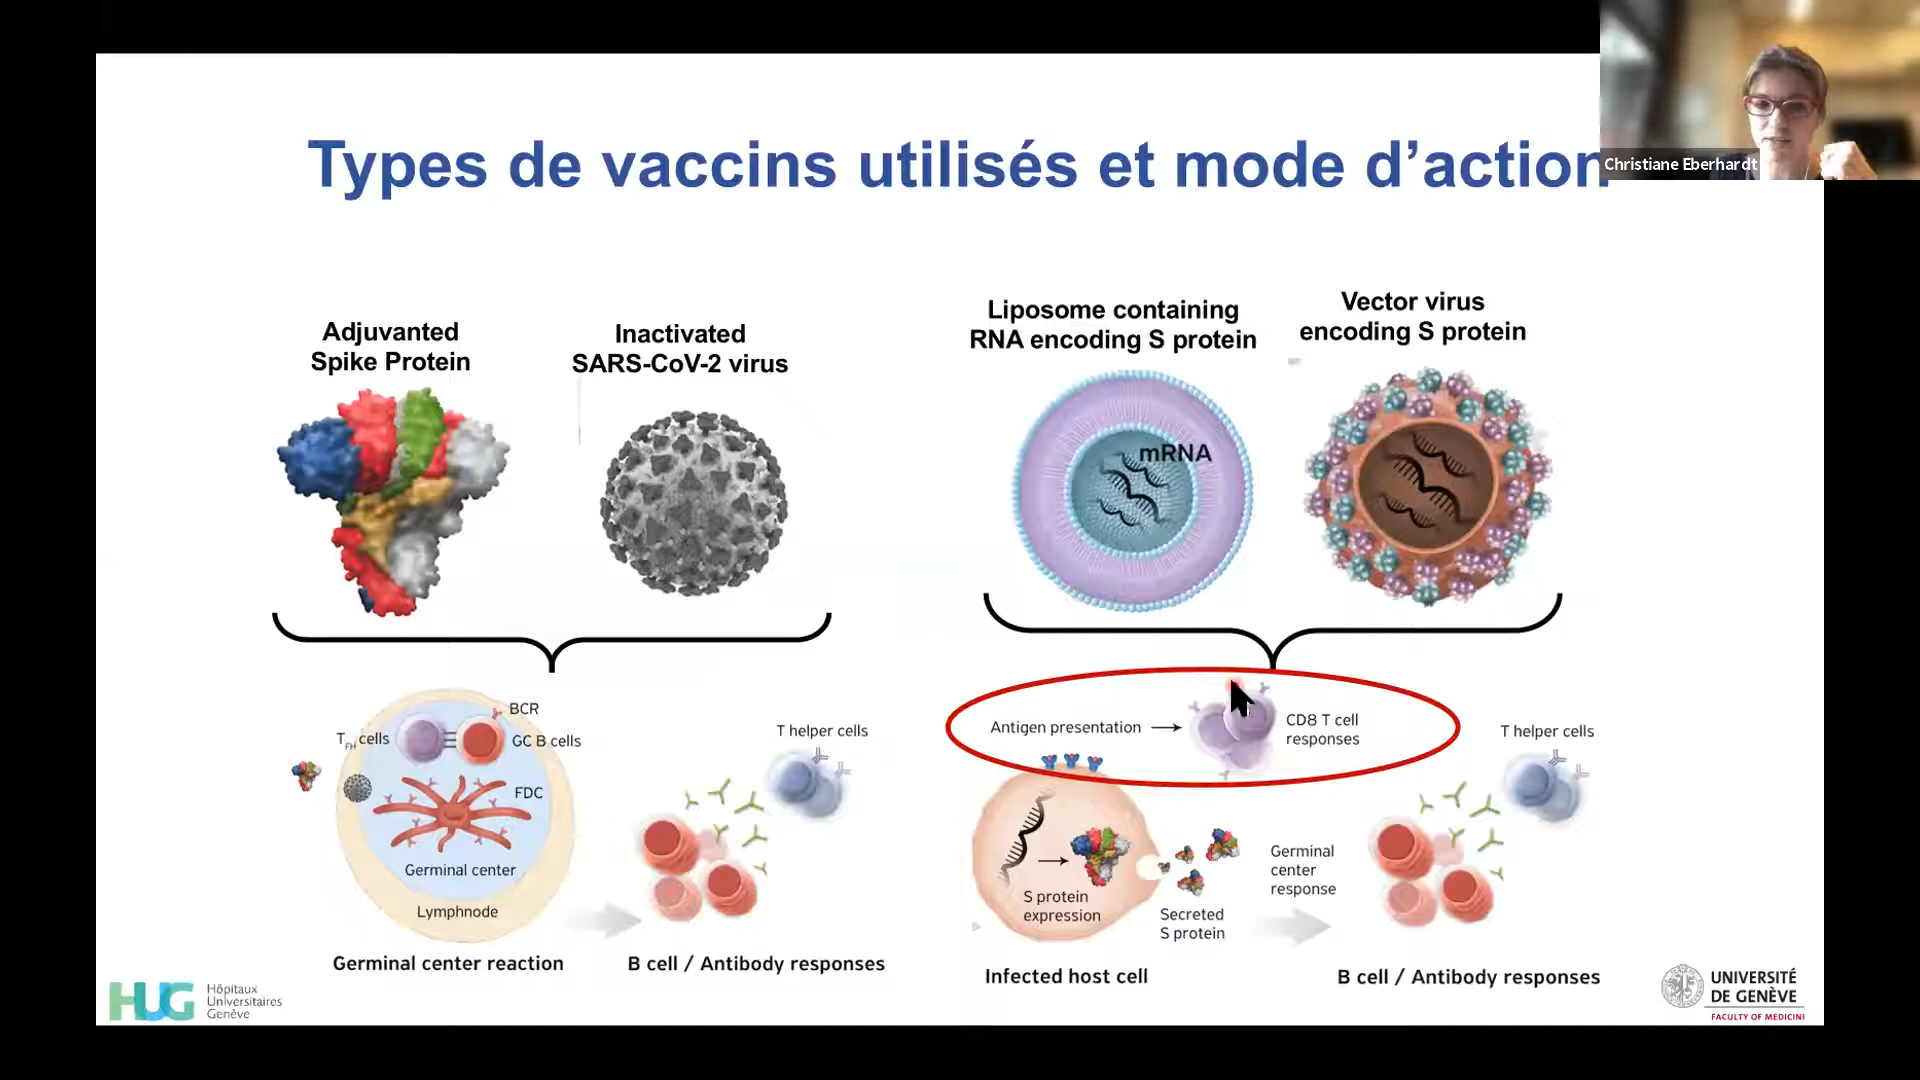 Types de vaccins utilisés et mode d’action
Christiane Eberhardt
Adjuvanted
Spike Protein
Inactivated
SARS-CoV-2 virus
Liposome containing
RNA encoding S protein
Vector virus
encoding S protein
mRNA
BCR
TFH cells
GC B cells
FDC
Germinal center
Lymphnode
Germinal center reaction
T helper cells
B cell / Antibody responses
Antigen presentation
CD8 T cell
responses
S protein
expression
Secreted
S protein
Infected host cell
Germinal
center
response
T helper cells
B cell / Antibody responses
HUG
Hôpitaux
Universitaires
Genève
UNIVERSITÉ
DE GENÈVE
FACULTY OF MEDICINE